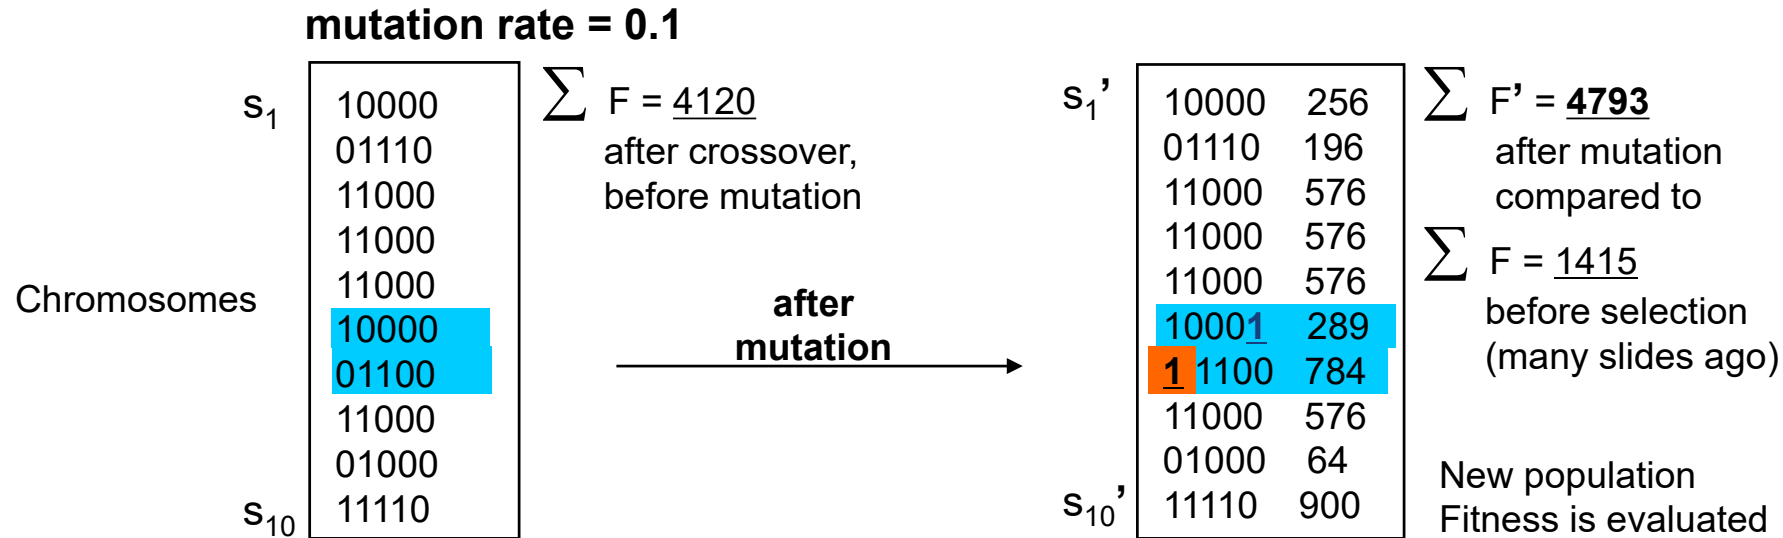 mutation rate = 0.1
s1
10000
01110
11000
11000
11000
10000
01100
11000
01000
s10
11110
∑ F = 4120
after crossover,
before mutation
Chromosomes
after
mutation
s1’
10000 256
01110 196
11000 576
11000 576
11000 576
10001 289
11100 784
11000 576
01000 64
s10’
11110 900
∑ F’ = 4793
after mutation
compared to
∑ F = 1415
before selection
(many slides ago)
New population
Fitness is evaluated